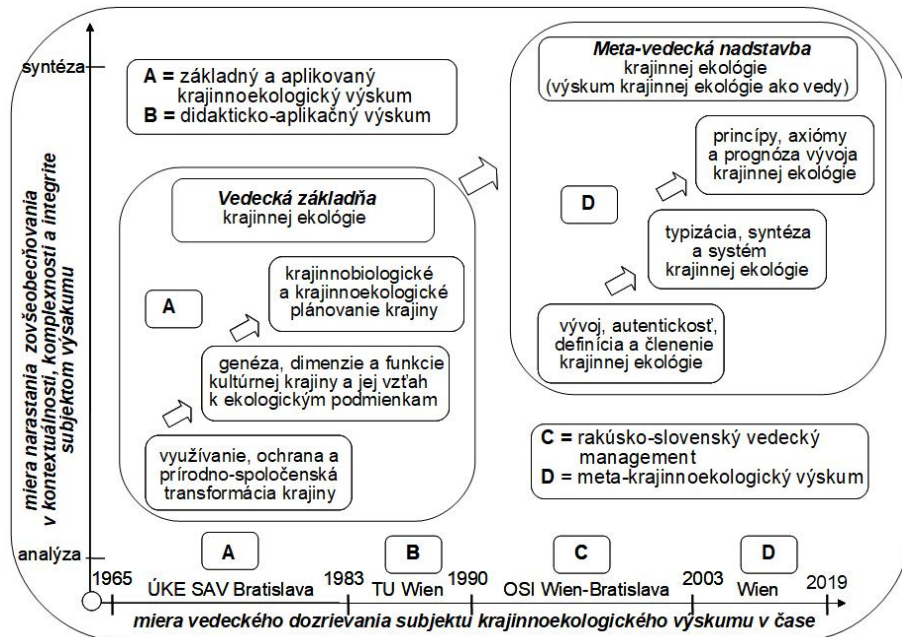 syntéza
analýza
miera narastania zovšeobecňovania
v kontextuálnosti, komplexnosti a integrite
subjektom výsakumu
A = základný a aplikovaný
krajinnoekologický výskum
B = didakticko-aplikačný výskum
Vedecká základňa
krajinnej ekológie
A
krajinnobiologické
a krajinnoekologické
plánovanie krajiny
genéza, dimenzie a funkcie
kultúrnej krajiny a jej vzťah
k ekologickým podmienkam
využívanie, ochrana a
prírodno-spoločenská
transformácia krajiny
Meta-vedecká nadstavba
krajinnej ekológie
(výskum krajinnej ekológie ako vedy)
princípy, axiómy
a prognóza vývoja
krajinnej ekológie
D
typizácia, syntéza
a systém
krajinnej ekológie
vývoj, autentickosť,
definícia a členenie
krajinnej ekológie
C = rakúsko-slovenský vedecký
management
D = meta-krajinnoekologický výskum
A
B
C
D
1965 ÚKE SAV Bratislava 1983 TU Wien 1990 OSI Wien-Bratislava 2003 Wien 2019
miera vedeckého dozrievania subjektu krajinnoekologického výskumu v čase